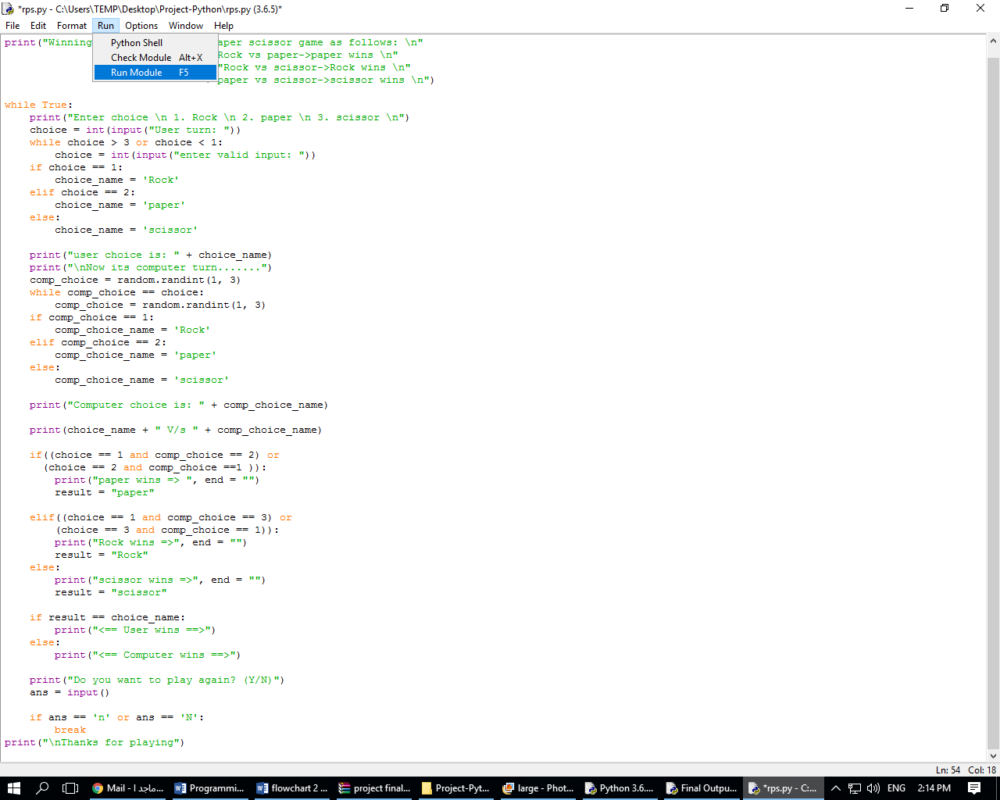 *rps.py - C:\Users\TEMP\Desktop\Project-Python\rps.py (3.6.5)*
File Edit Format Run Options Window Help
Python Shell
Check Module Alt+X
Run Module F5
print("Winning aper scissor game as follows: \n"
Rock vs paper->paper wins \n"
"Rock vs scissor->Rock wins \n"
paper vs scissor->scissor wins \n")
while True:
print("Enter choice \n 1. Rock \n 2. paper \n 3. scissor \n")
choice = int(input("User turn: "))
while choice > 3 or choice < 1:
choice = int(input("enter valid input: "))
if choice == 1:
choice_name = 'Rock'
elif choice == 2:
choice_name = 'paper'
else:
choice_name = 'scissor'
print("user choice is: " + choice_name)
print("\nNow its computer turn.......")
comp_choice = random.randint(1, 3)
while comp_choice == choice:
comp_choice = random.randint(1, 3)
if comp_choice == 1:
comp_choice_name = 'Rock'
elif comp_choice == 2:
comp_choice_name = 'paper'
else:
comp_choice_name = 'scissor'
print("Computer choice is: " + comp_choice_name)
print(choice_name + " V/s " + comp_choice_name)
if((choice == 1 and comp_choice == 2) or
(choice == 2 and comp_choice ==1 )):
print("paper wins => ", end = "")
result = "paper"
elif((choice == 1 and comp_choice == 3) or
(choice == 3 and comp_choice == 1)):
print("Rock wins =>", end = "")
result = "Rock"
else:
print("scissor wins =>", end = "")
result = "scissor"
if result == choice_name:
print("<== User wins ==>")
else:
print("<== Computer wins ==>")
print("Do you want to play again? (Y/N)")
ans = input()
if ans == 'n' or ans == 'N':
break
print("\nThanks for playing")
Ln: 54 Col: 18
Mail - ماجد ا... Programmi... flowchart 2 ... project final... Project-Pyt... large - Phot... Python 3.6.... Final Outpu... *rps.py - C:... ENG 2:14 PM